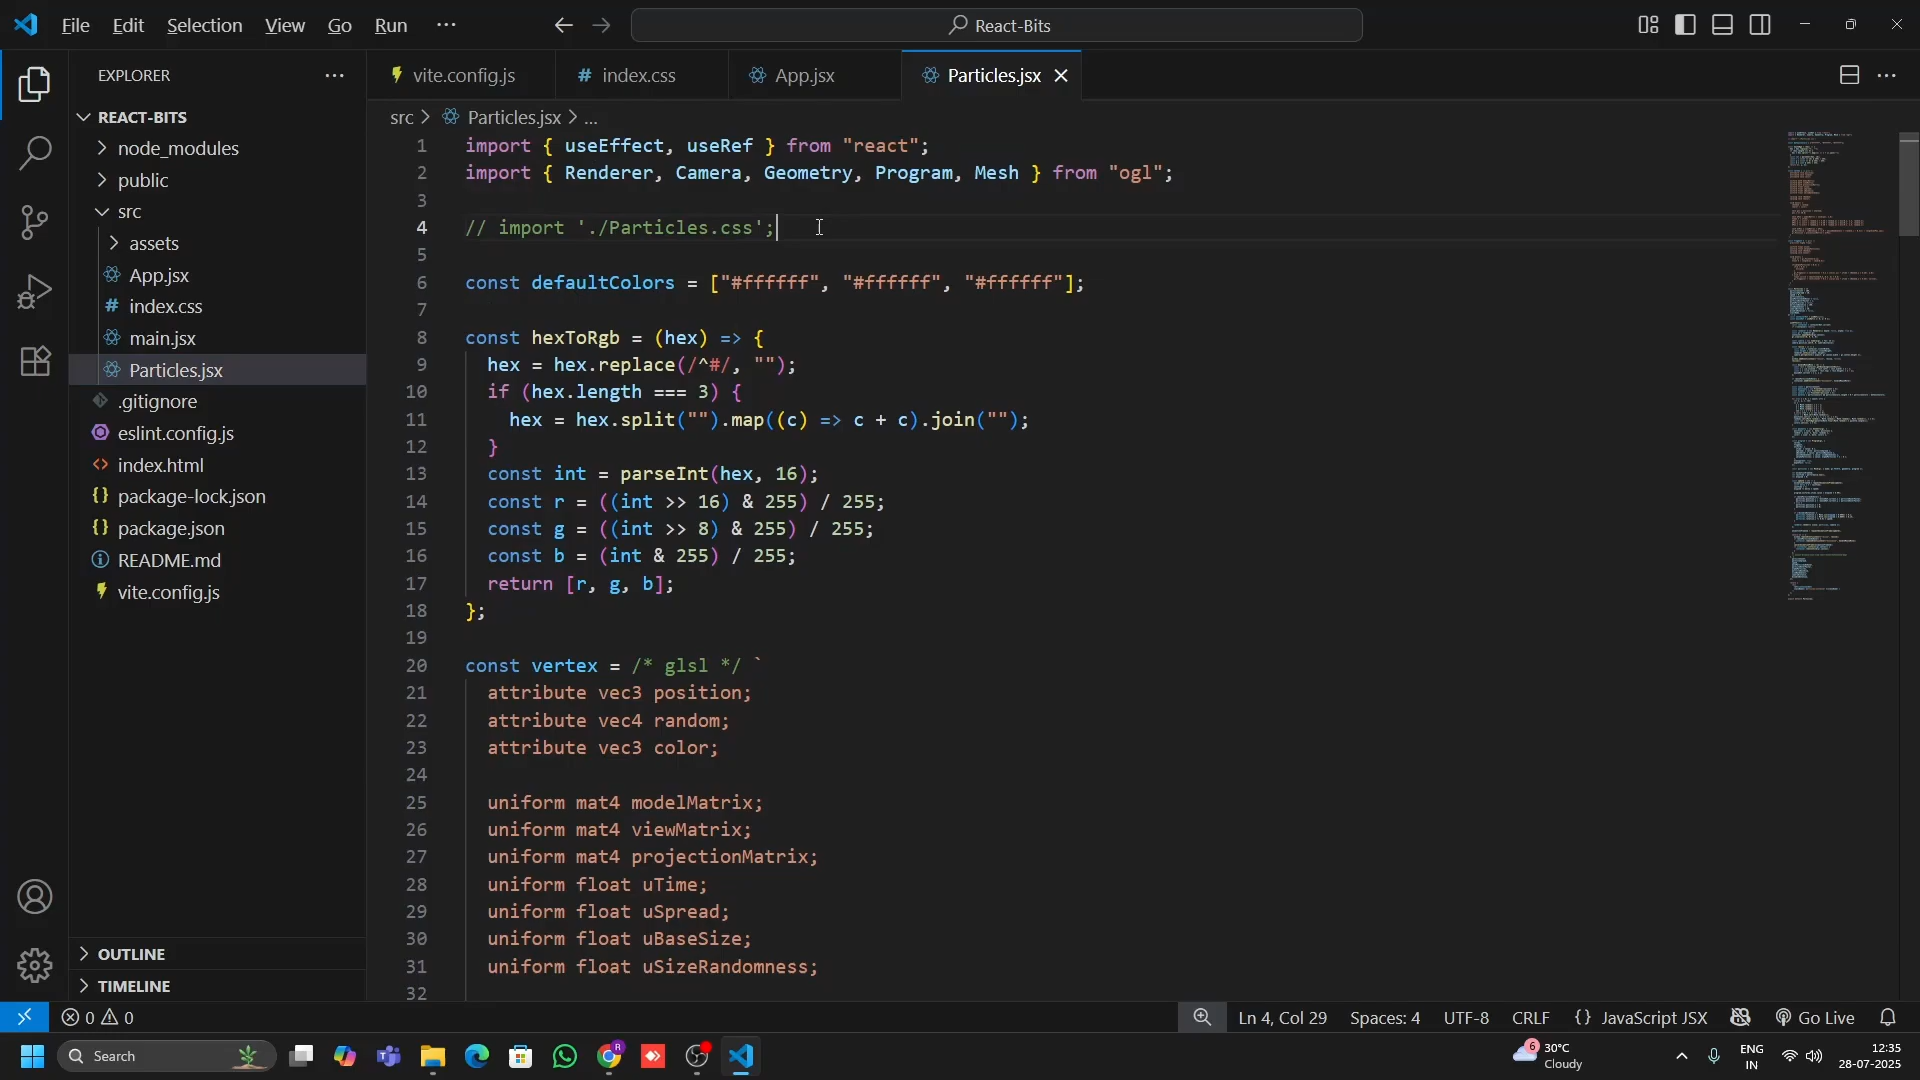 File Edit Selection View Go Run ···
React-Bits
EXPLORER
REACT-BITS
node_modules
public
src
assets
App.jsx
index.css
main.jsx
Particles.jsx
.gitignore
eslint.config.js
index.html
package-lock.json
package.json
README.md
vite.config.js
OUTLINE
TIMELINE
vite.config.js
index.css
App.jsx
Particles.jsx
src > Particles.jsx > ...
1 import { useEffect, useRef } from "react";
2 import { Renderer, Camera, Geometry, Program, Mesh } from "ogl";
3
4 // import './Particles.css';
5
6 const defaultColors = ["#ffffff", "#ffffff", "#ffffff"];
7
8 const hexToRgb = (hex) => {
9 hex = hex.replace(/^#/, "");
10 if (hex.length === 3) {
11 hex = hex.split("").map((c) => c + c).join("");
12 }
13 const int = parseInt(hex, 16);
14 const r = ((int >> 16) & 255) / 255;
15 const g = ((int >> 8) & 255) / 255;
16 const b = (int & 255) / 255;
17 return [r, g, b];
18 };
19
20 const vertex = /* glsl */ `
21 attribute vec3 position;
22 attribute vec4 random;
23 attribute vec3 color;
24
25 uniform mat4 modelMatrix;
26 uniform mat4 viewMatrix;
27 uniform mat4 projectionMatrix;
28 uniform float uTime;
29 uniform float uSpread;
30 uniform float uBaseSize;
31 uniform float uSizeRandomness;
32
0 0
Ln 4, Col 29 Spaces: 4 UTF-8 CRLF {} JavaScript JSX Go Live
Search
6
30°C
Cloudy
ENG
IN
12:35
28-07-2025